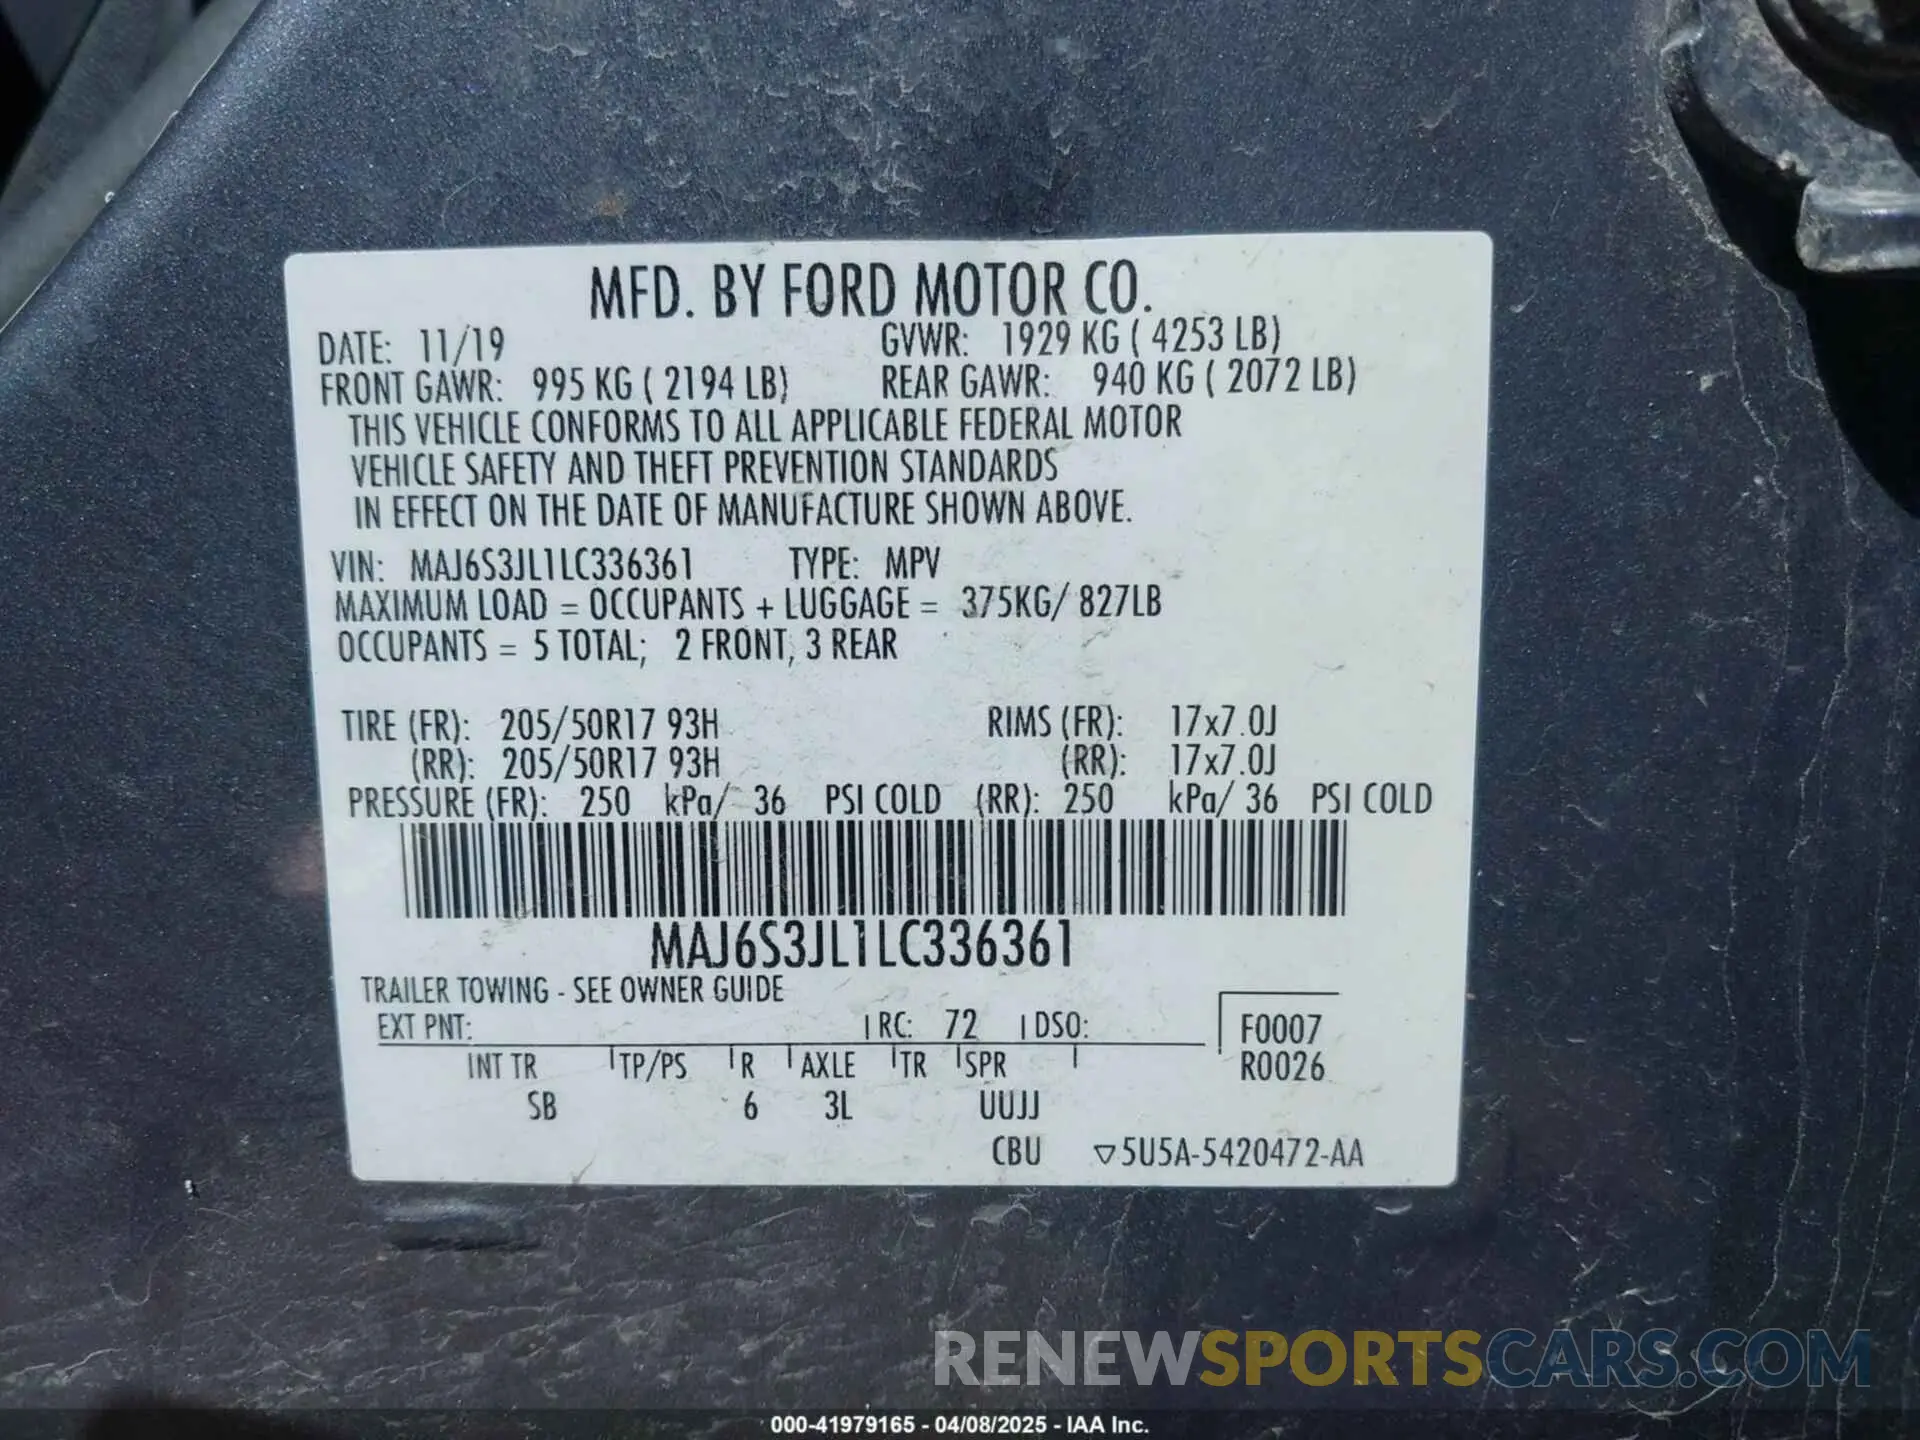 MFD. BY FORD MOTOR CO.
DATE: 11/19 GVWR: 1929 KG ( 4253 LB)
FRONT GAWR: 995 KG ( 2194 LB) REAR GAWR: 940 KG ( 2072 LB)
THIS VEHICLE CONFORMS TO ALL APPLICABLE FEDERAL MOTOR
VEHICLE SAFETY AND THEFT PREVENTION STANDARDS
IN EFFECT ON THE DATE OF MANUFACTURE SHOWN ABOVE.
VIN: MAJ6S3JL1LC336361 TYPE: MPV
MAXIMUM LOAD = OCCUPANTS + LUGGAGE = 375KG/ 827LB
OCCUPANTS = 5 TOTAL; 2 FRONT, 3 REAR
TIRE (FR): 205/50R17 93H RIMS (FR): 17x7.0J
(RR): 205/50R17 93H (RR): 17x7.0J
PRESSURE (FR): 250 kPa/ 36 PSI COLD (RR): 250 kPa/ 36 PSI COLD
MAJ6S3JL1LC336361
TRAILER TOWING - SEE OWNER GUIDE
EXT PNT: RC: 72 DSO: F0007
INT TR TP/PS R AXLE TR SPR R0026
SB 6 3L UUJJ
CBU ▽5U5A-5420472-AA
RENEWSPORTSCARS.COM
000-41979165 - 04/08/2025 - IAA Inc.